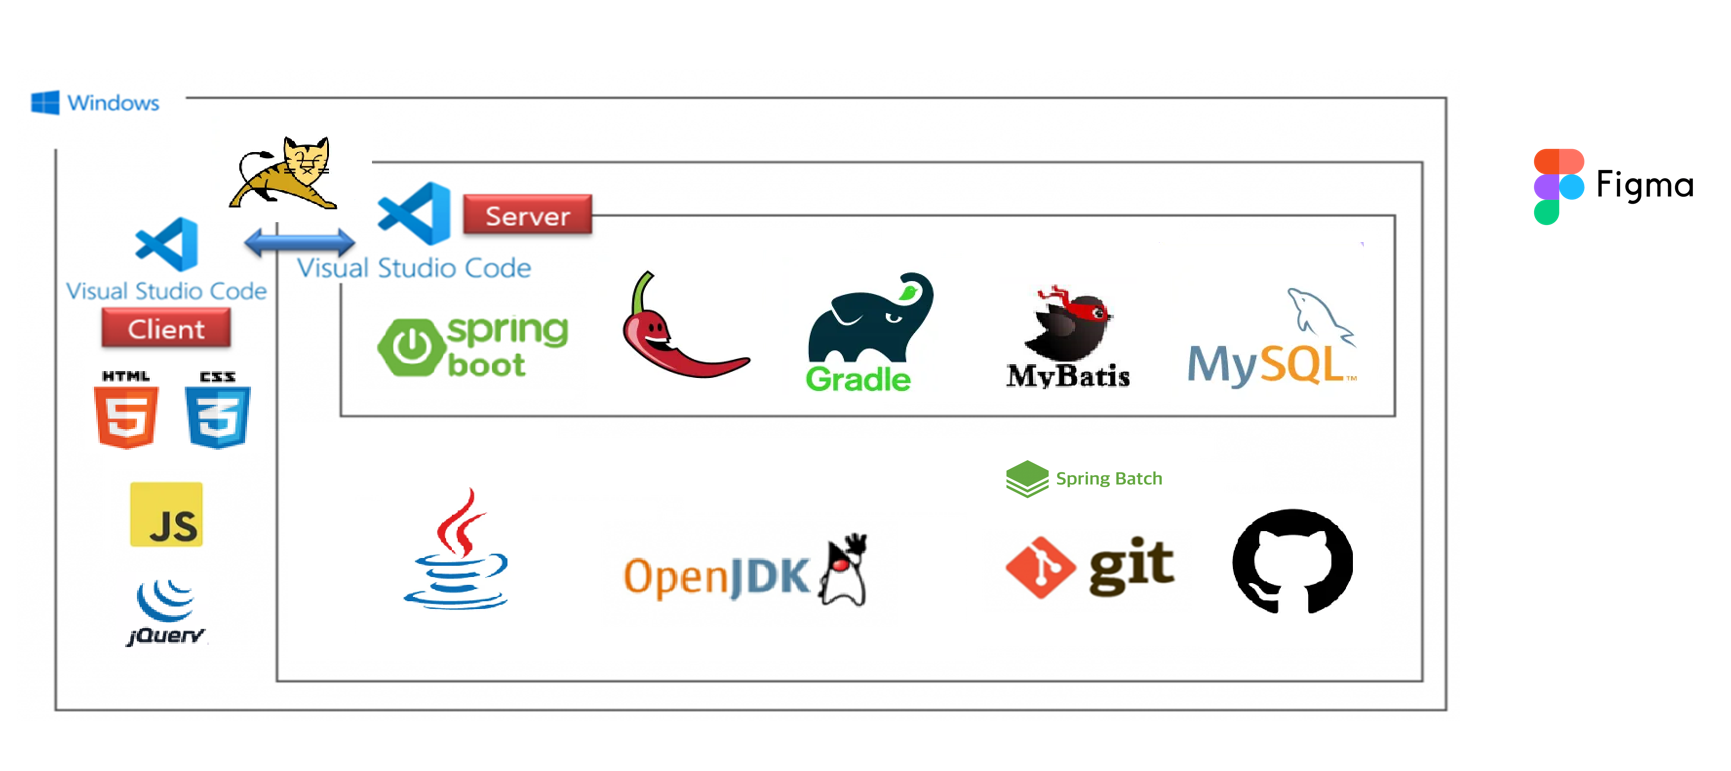 Windows
Visual Studio Code
Client
HTML CSS
5 3
JS
jQuery
Server
Visual Studio Code
spring
boot
Gradle
MyBatis
MySQL™
Spring Batch
OpenJDK
git
Figma